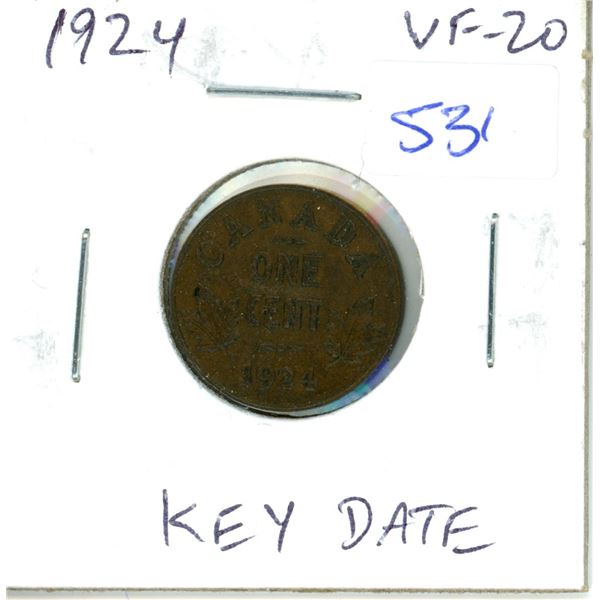 1924 VF-20
531
CANADA
ONE
CENT
1924
KEY DATE